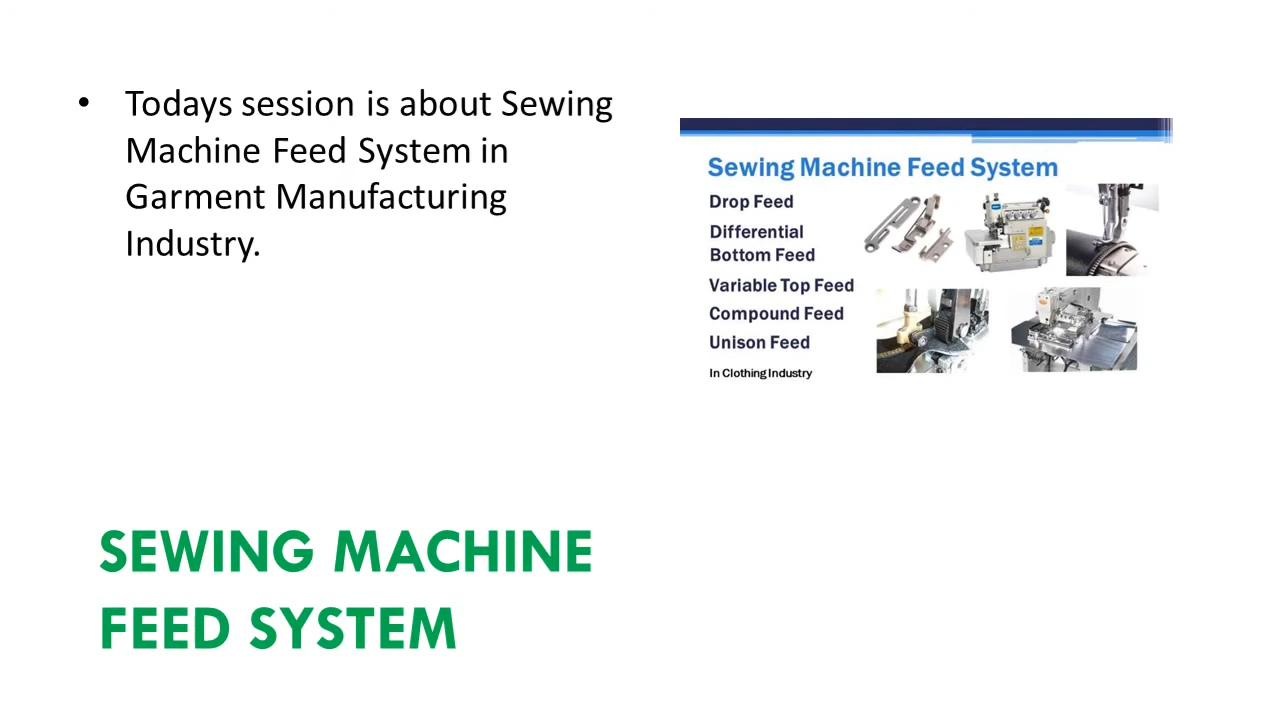 • Todays session is about Sewing
Machine Feed System in
Garment Manufacturing
Industry.
Sewing Machine Feed System
Drop Feed
Differential
Bottom Feed
Variable Top Feed
Compound Feed
Unison Feed
In Clothing Industry
SEWING MACHINE
FEED SYSTEM